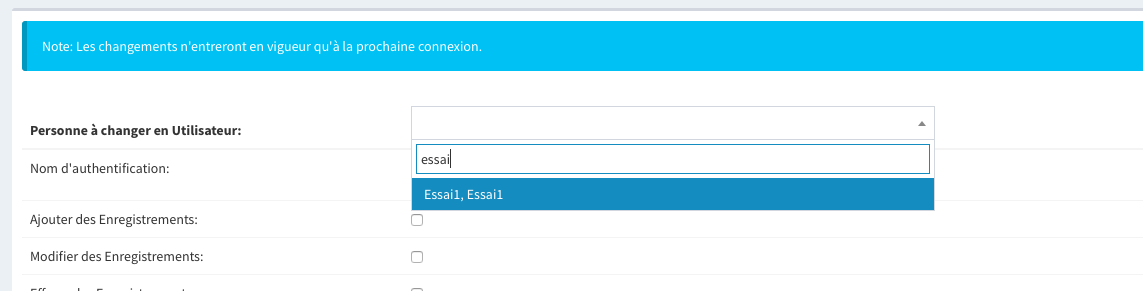 Note: Les changements n'entreront en vigueur qu'à la prochaine connexion.
Personne à changer en Utilisateur:
essai
Essai1, Essai1
Nom d'authentification:
Ajouter des Enregistrements:
Modifier des Enregistrements: